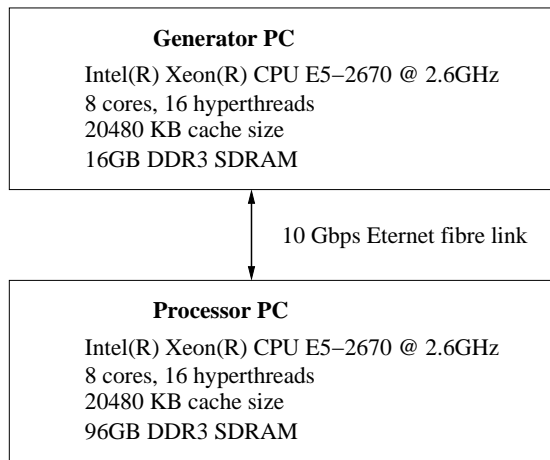 Generator PC
Intel(R) Xeon(R) CPU E5−2670 @ 2.6GHz
8 cores, 16 hyperthreads
20480 KB cache size
16GB DDR3 SDRAM
10 Gbps Eternet fibre link
Processor PC
Intel(R) Xeon(R) CPU E5−2670 @ 2.6GHz
8 cores, 16 hyperthreads
20480 KB cache size
96GB DDR3 SDRAM